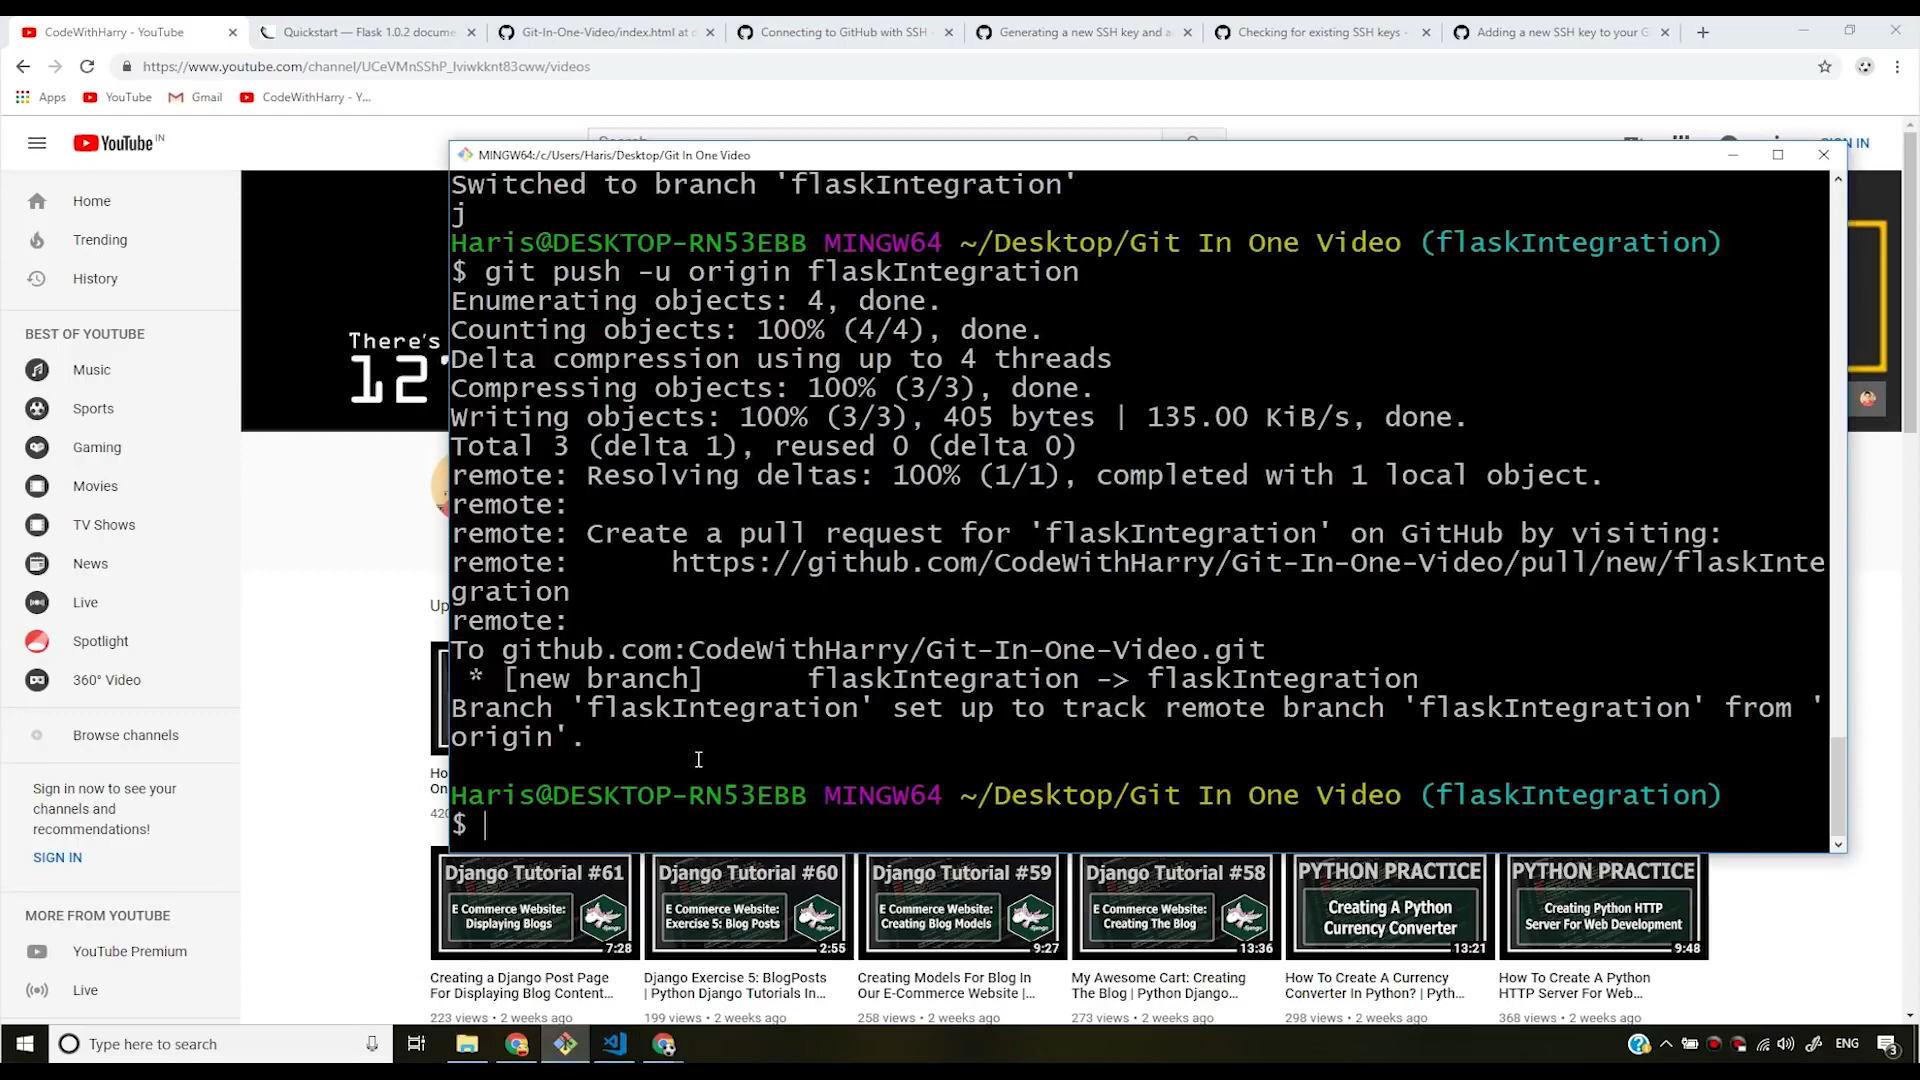 CodeWithHarry - YouTube
Quickstart — Flask 1.0.2 docume
Git-In-One-Video/index.html at
Connecting to GitHub with SSH -
Generating a new SSH key and a
Checking for existing SSH keys -
Adding a new SSH key to your G
https://www.youtube.com/channel/UCeVMnSShP_Iviwkknt83cww/videos
Apps
YouTube
Gmail
CodeWithHarry - Y...
YouTube IN
Search
SIGN IN
Home
Trending
History
BEST OF YOUTUBE
Music
Sports
Gaming
Movies
TV Shows
News
Live
Spotlight
360° Video
Browse channels
Sign in now to see your
channels and
recommendations!
SIGN IN
MORE FROM YOUTUBE
YouTube Premium
Live
There's
12
Up
Ho
On
420
MINGW64:/c/Users/Haris/Desktop/Git In One Video
Switched to branch 'flaskIntegration'
j
Haris@DESKTOP-RN53EBB MINGW64 ~/Desktop/Git In One Video (flaskIntegration)
$ git push -u origin flaskIntegration
Enumerating objects: 4, done.
Counting objects: 100% (4/4), done.
Delta compression using up to 4 threads
Compressing objects: 100% (3/3), done.
Writing objects: 100% (3/3), 405 bytes | 135.00 KiB/s, done.
Total 3 (delta 1), reused 0 (delta 0)
remote: Resolving deltas: 100% (1/1), completed with 1 local object.
remote:
remote: Create a pull request for 'flaskIntegration' on GitHub by visiting:
remote:      https://github.com/CodeWithHarry/Git-In-One-Video/pull/new/flaskInte
gration
remote:
To github.com:CodeWithHarry/Git-In-One-Video.git
 * [new branch]      flaskIntegration -> flaskIntegration
Branch 'flaskIntegration' set up to track remote branch 'flaskIntegration' from '
origin'.
Haris@DESKTOP-RN53EBB MINGW64 ~/Desktop/Git In One Video (flaskIntegration)
$
Django Tutorial #61
E Commerce Website:
Displaying Blogs
7:28
Creating a Django Post Page
For Displaying Blog Content...
223 views • 2 weeks ago
Django Tutorial #60
E Commerce Website:
Exercise 5: Blog Posts
2:55
Django Exercise 5: BlogPosts
| Python Django Tutorials In...
199 views • 2 weeks ago
Django Tutorial #59
E Commerce Website:
Creating Blog Models
9:27
Creating Models For Blog In
Our E-Commerce Website |...
258 views • 2 weeks ago
Django Tutorial #58
E Commerce Website:
Creating The Blog
13:36
My Awesome Cart: Creating
The Blog | Python Django...
273 views • 2 weeks ago
PYTHON PRACTICE
Creating A Python
Currency Converter
13:21
How To Create A Currency
Converter In Python? | Pyth...
298 views • 2 weeks ago
PYTHON PRACTICE
Creating Python HTTP
Server For Web Development
9:48
How To Create A Python
HTTP Server For Web...
368 views • 2 weeks ago
Type here to search
ENG
3